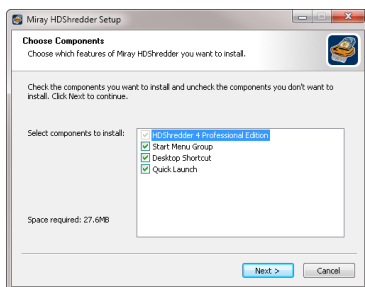 Miray HDShredder Setup
Choose Components
Choose which features of Miray HDShredder you want to install.
Check the components you want to install and uncheck the components you don't want to
install. Click Next to continue.
Select components to install:
HDShredder 4 Professional Edition
Start Menu Group
Desktop Shortcut
Quick Launch
Space required: 27.6MB
Next >
Cancel